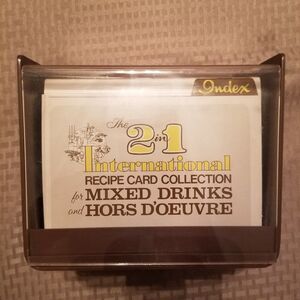 Index
The
2 in 1
International
RECIPE CARD COLLECTION
for MIXED DRINKS
and HORS D'OEUVRE